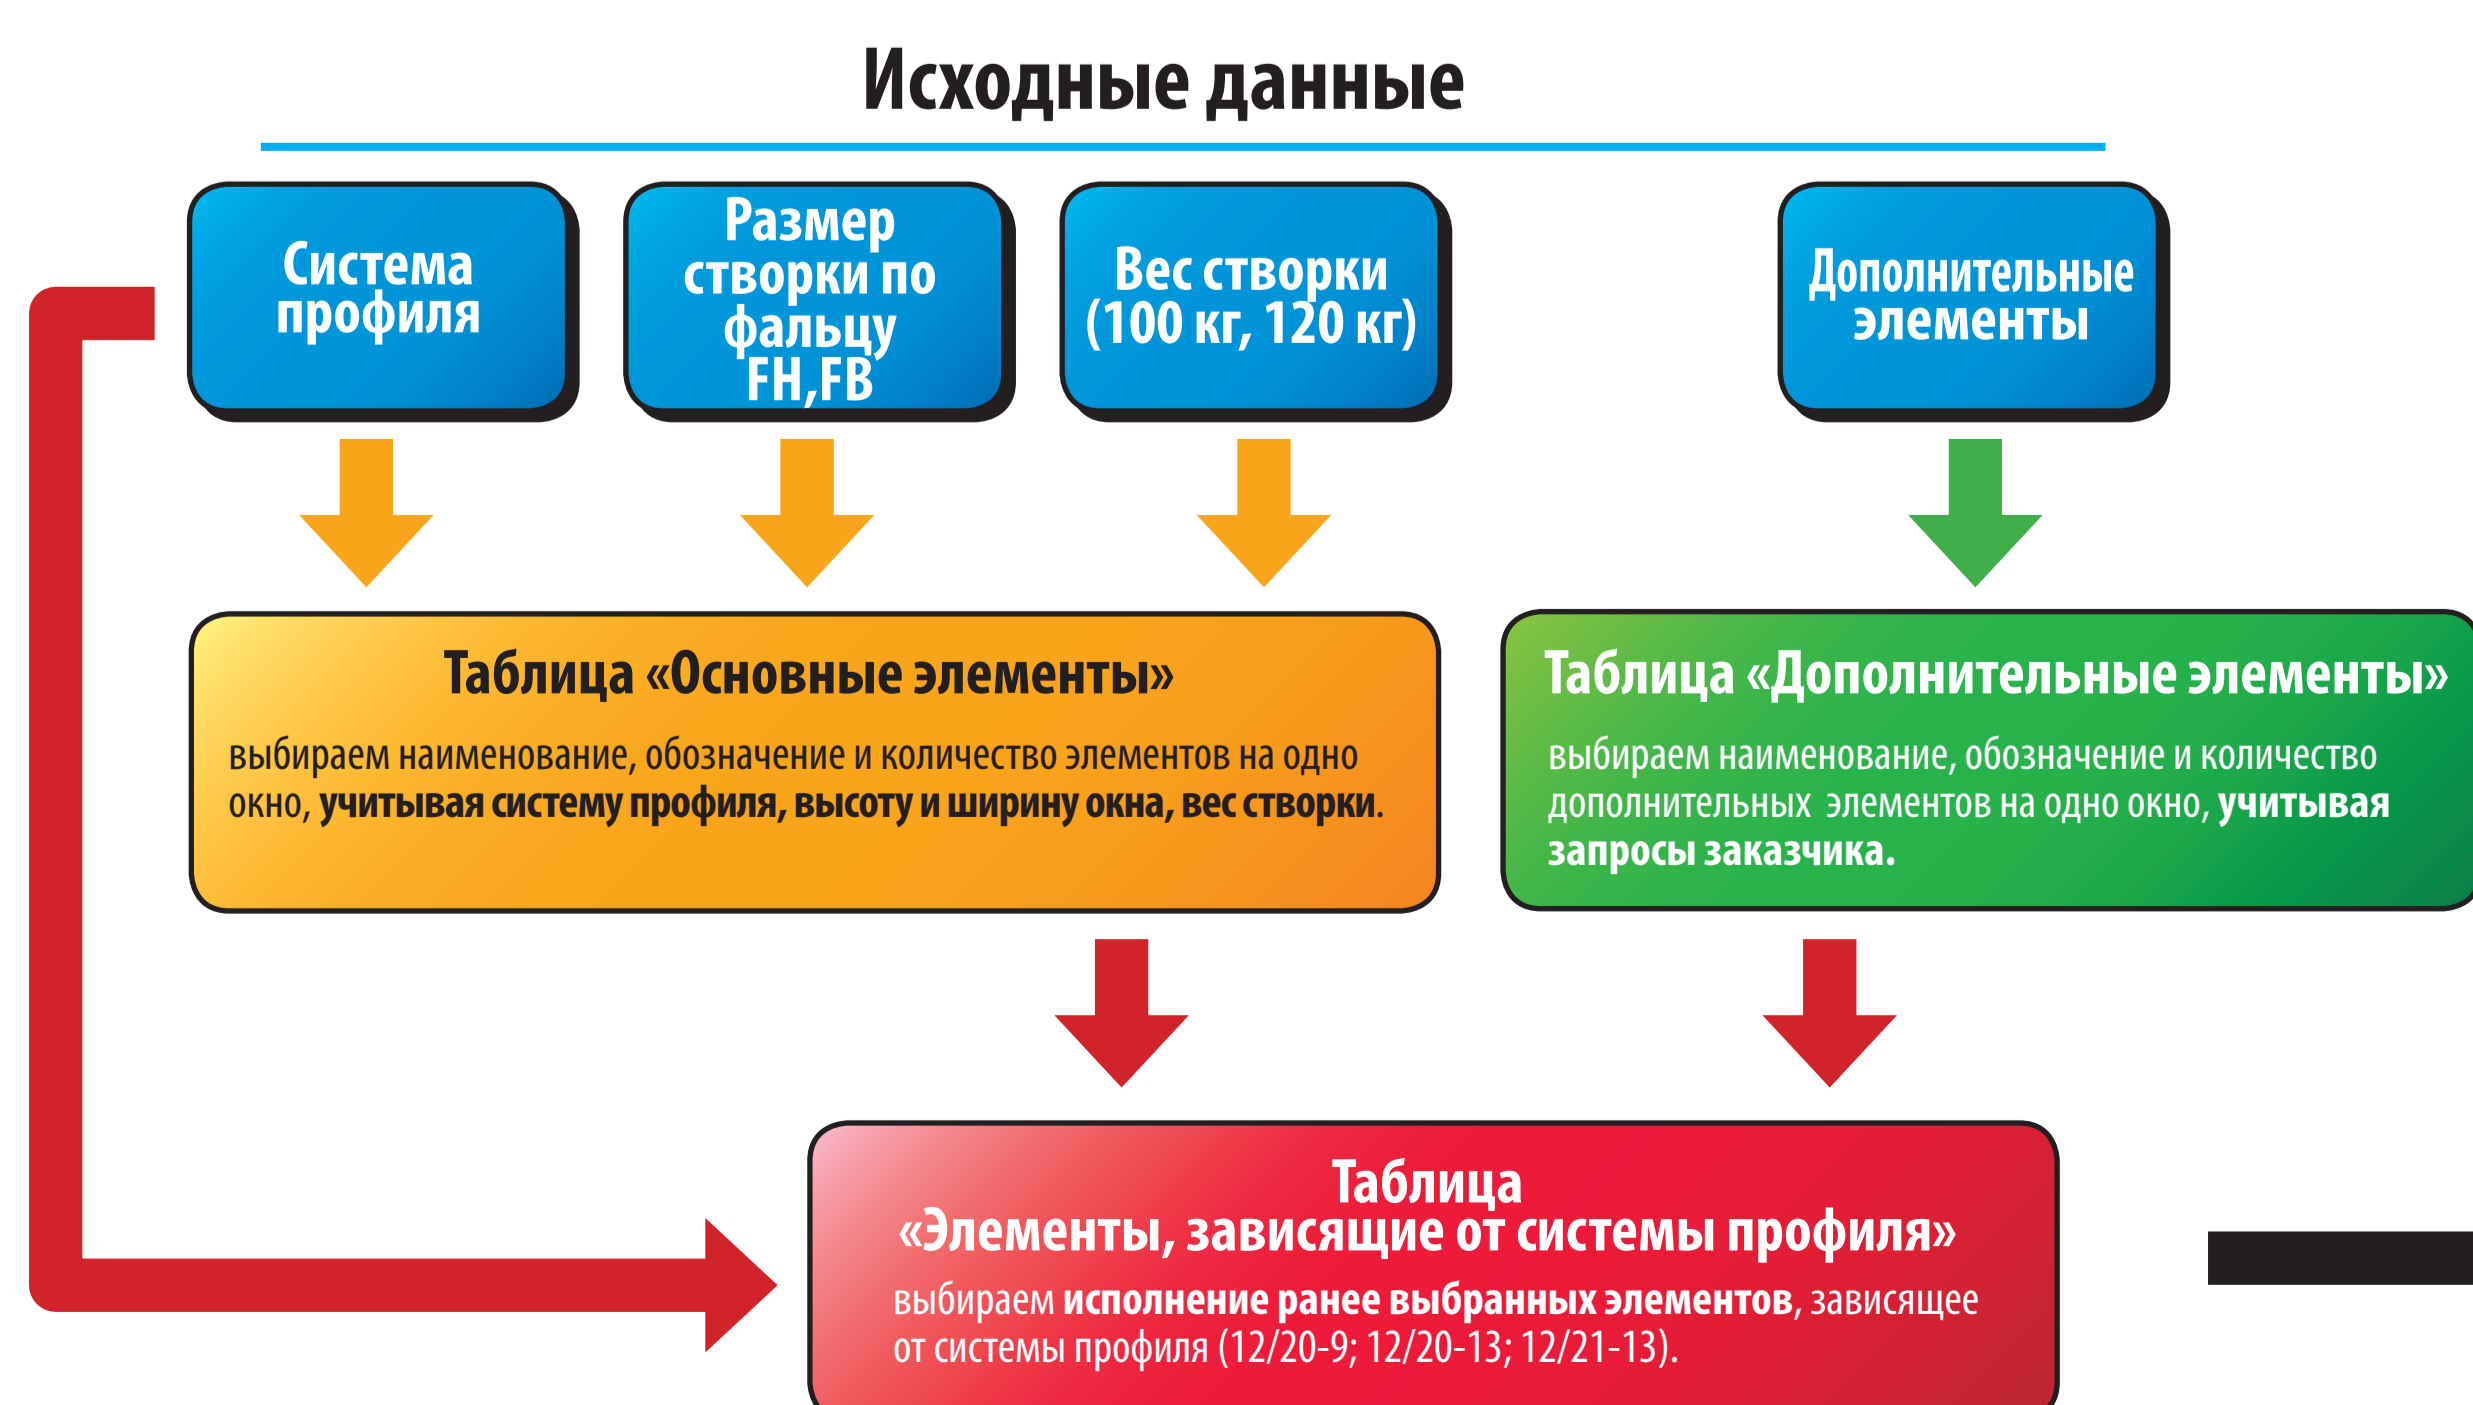 Исходные данные
Система
профиля
Размер
створки по
фальцу
FH,FB
Вес створки
(100 кг, 120 кг)
Дополнительные
элементы
Таблица «Основные элементы»
выбираем наименование, обозначение и количество элементов на одно
окно, учитывая систему профиля, высоту и ширину окна, вес створки.
Таблица «Дополнительные элементы»
выбираем наименование, обозначение и количество
дополнительных элементов на одно окно, учитывая
запросы заказчика.
Таблица
«Элементы, зависящие от системы профиля»
выбираем исполнение ранее выбранных элементов, зависящее
от системы профиля (12/20-9; 12/20-13; 12/21-13).